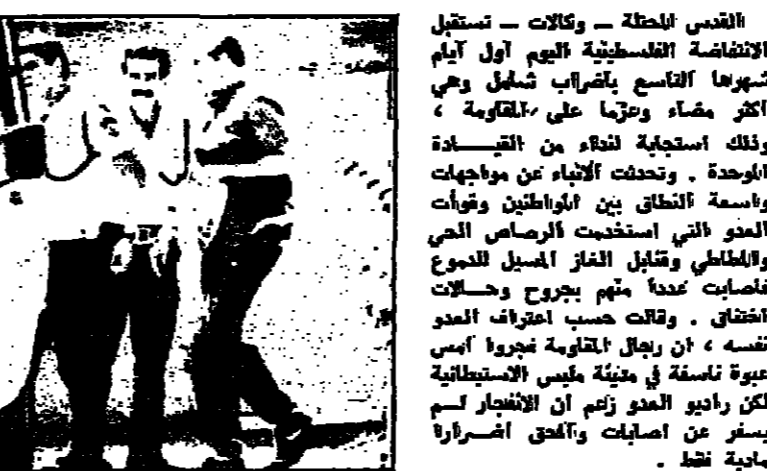 القدس المحتلة – وكالات – تستقبل
الانتفاضة الفلسطينية اليوم أول أيام
شهرها التاسع باضراب شامل وهي
أكثر مضاء وعزما على المقاومة ،
وذلك استجابة لنداء من القيــــادة
الموحدة . وتحدثت الأنباء عن مواجهات
واسعة النطاق بين المواطنين وقوات
العدو التي استخدمت الرصاص الحي
والمطاطي وقنابل الغاز المسيل للدموع
فاصابت عدداً منهم بجروح وحــالات
اختناق . وقالت حسب اعتراف العدو
نفسه ، ان رجال المقاومة فجروا أمس
عبوة ناسفة في مدينة ملبس الاستيطانية
لكن راديو العدو زعم أن الانفجار لــم
يسفر عن اصابات وألحق أضــرارا
مادية فقط .